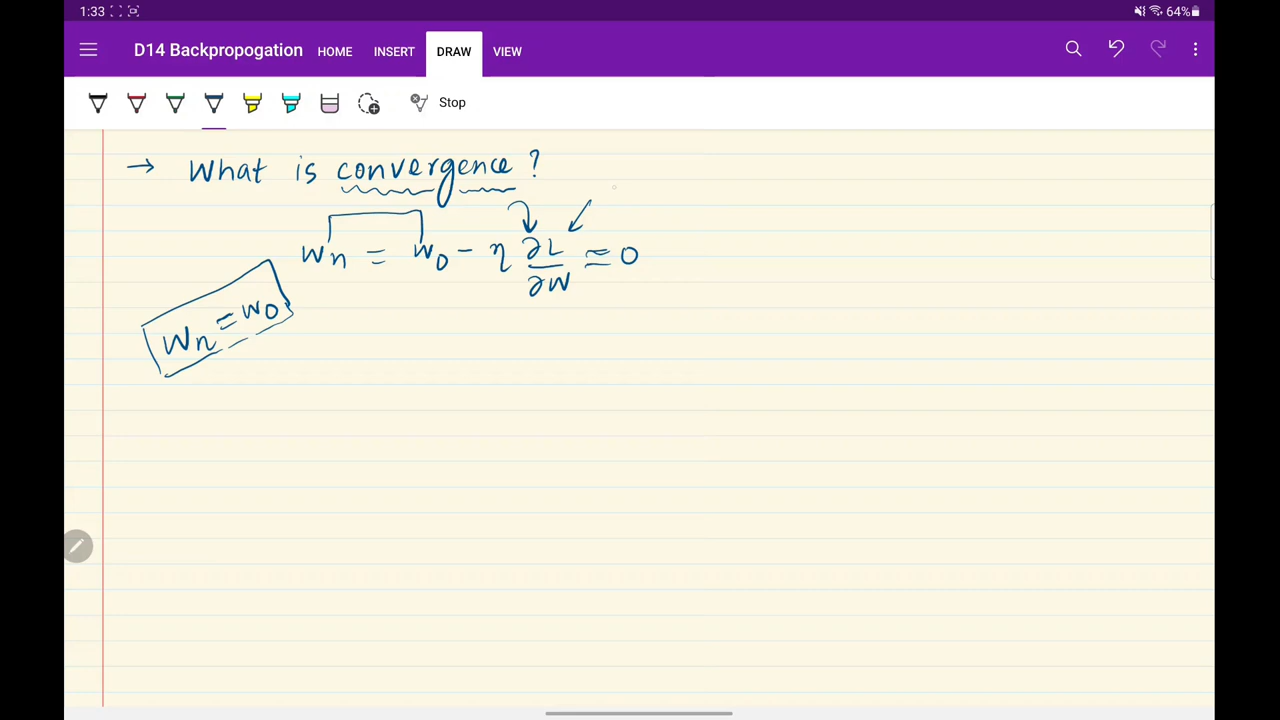 1:33 64%
D14 Backpropogation HOME INSERT DRAW VIEW
Stop
→ What is convergence?
Wn = W0 - η ∂L/∂W ≈ 0
Wn = W0